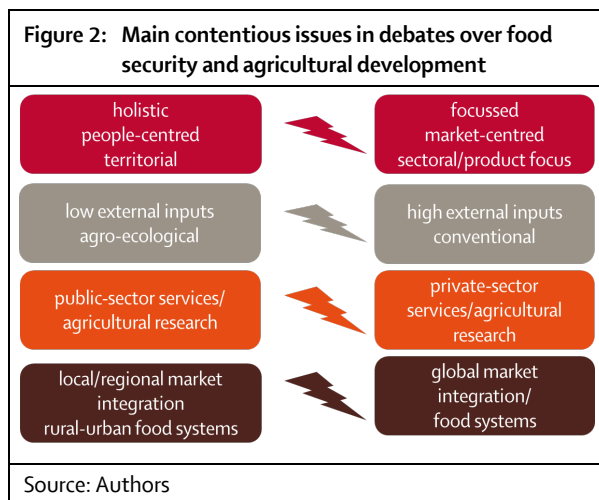 Figure 2: Main contentious issues in debates over food
security and agricultural development
holistic
people-centred
territorial
focussed
market-centred
sectoral/product focus
low external inputs
agro-ecological
high external inputs
conventional
public-sector services/
agricultural research
private-sector
services/agricultural
research
local/regional market
integration
rural-urban food systems
global market
integration/
food systems
Source: Authors